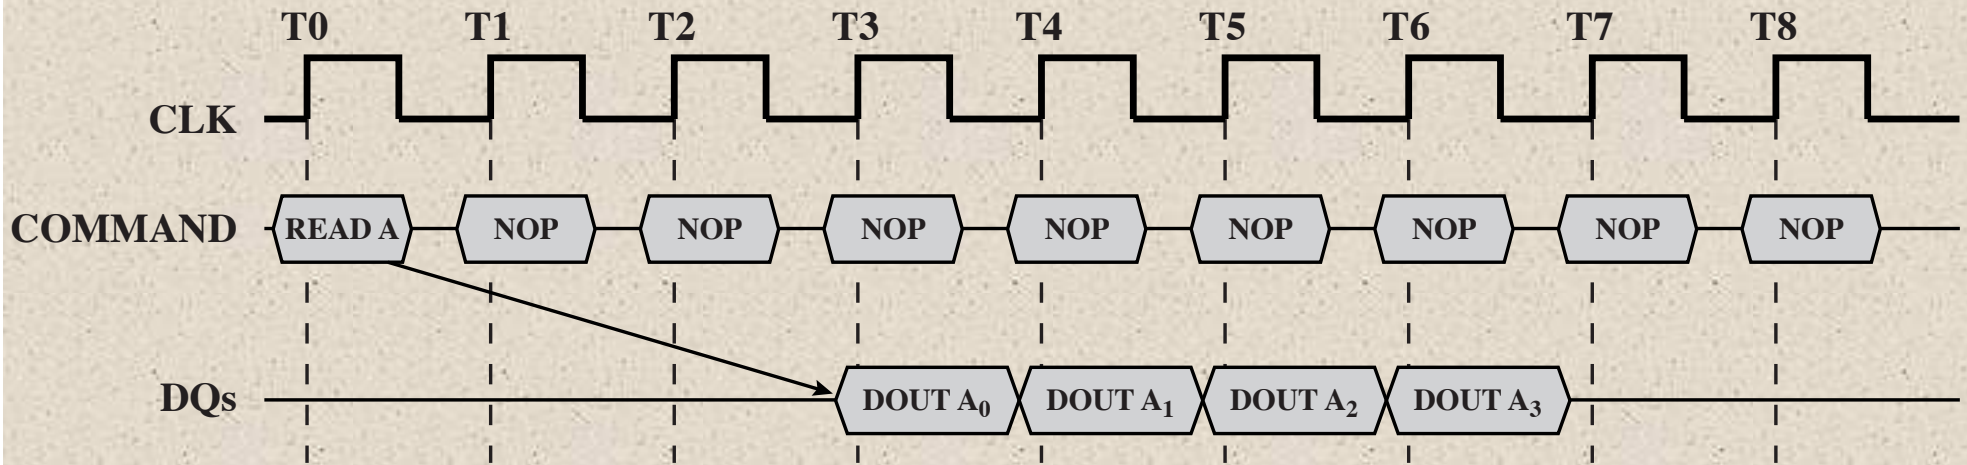 T0 T1 T2 T3 T4 T5 T6 T7 T8
CLK
COMMAND READ A NOP NOP NOP NOP NOP NOP NOP NOP
DQs DOUT A0 DOUT A1 DOUT A2 DOUT A3